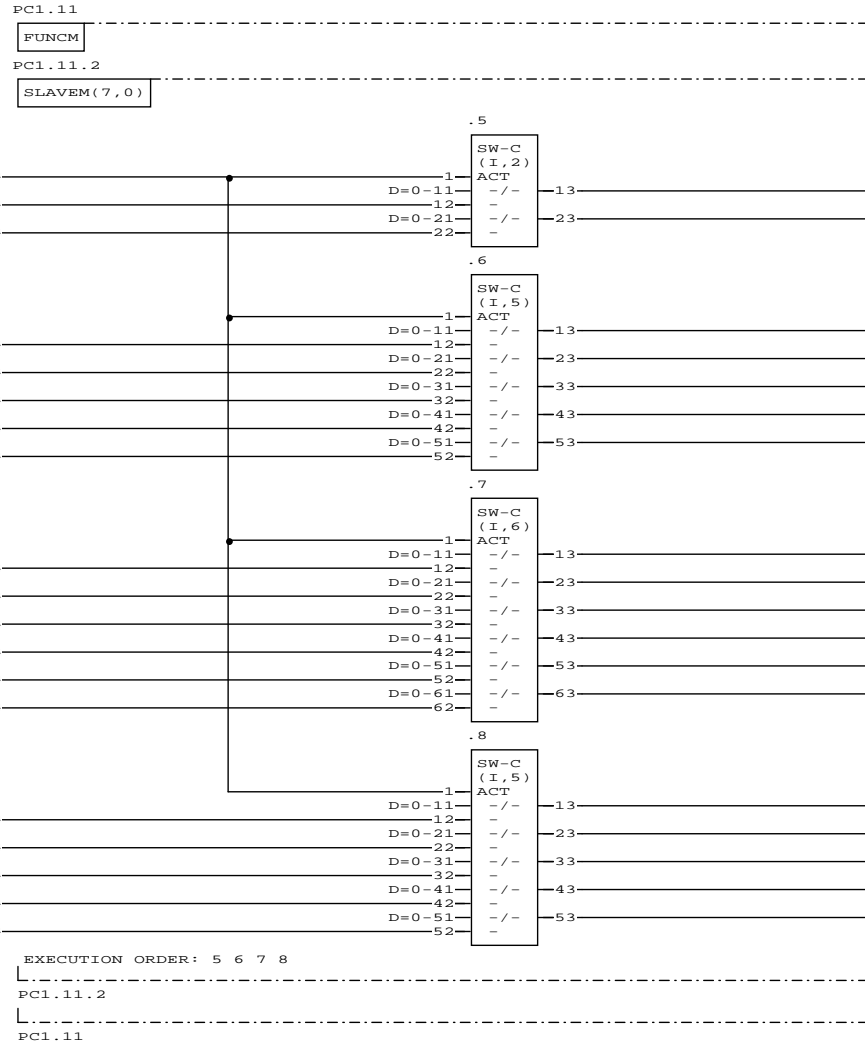 PC1.11
FUNCM
PC1.11.2
SLAVEM(7,0)
.5
SW-C
(I,2)
1 ACT
D=0-11 -/- 13
12 -
D=0-21 -/- 23
22 -
.6
SW-C
(I,5)
1 ACT
D=0-11 -/- 13
12 -
D=0-21 -/- 23
22 -
D=0-31 -/- 33
32 -
D=0-41 -/- 43
42 -
D=0-51 -/- 53
52 -
.7
SW-C
(I,6)
1 ACT
D=0-11 -/- 13
12 -
D=0-21 -/- 23
22 -
D=0-31 -/- 33
32 -
D=0-41 -/- 43
42 -
D=0-51 -/- 53
52 -
D=0-61 -/- 63
62 -
.8
SW-C
(I,5)
1 ACT
D=0-11 -/- 13
12 -
D=0-21 -/- 23
22 -
D=0-31 -/- 33
32 -
D=0-41 -/- 43
42 -
D=0-51 -/- 53
52 -
EXECUTION ORDER: 5 6 7 8
PC1.11.2
PC1.11